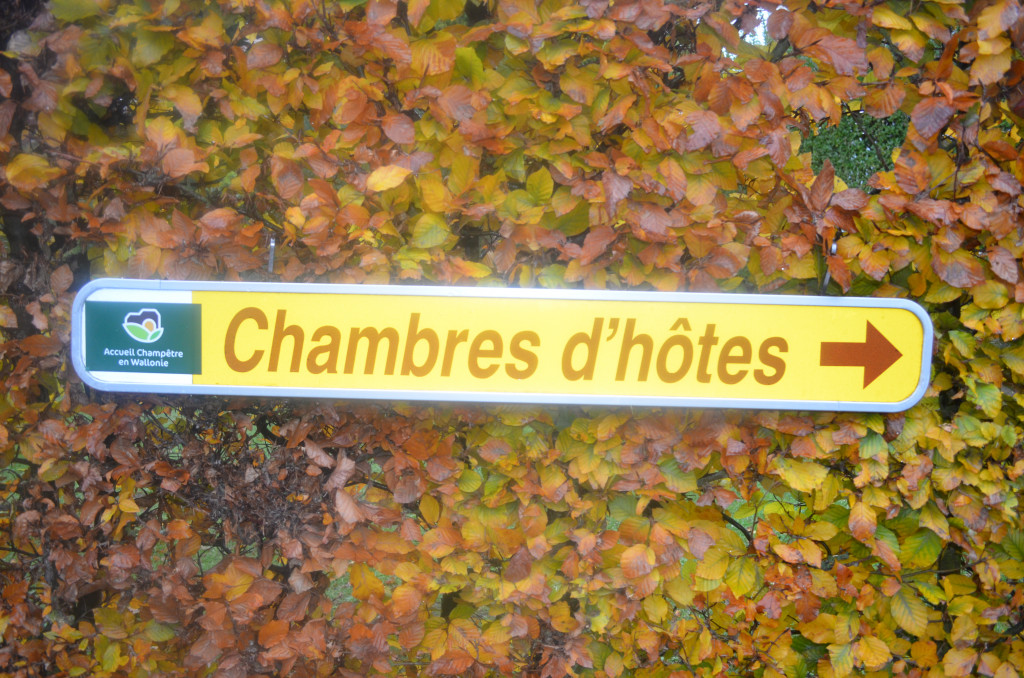 Accueil Champêtre
en Wallonie
Chambres d'hôtes